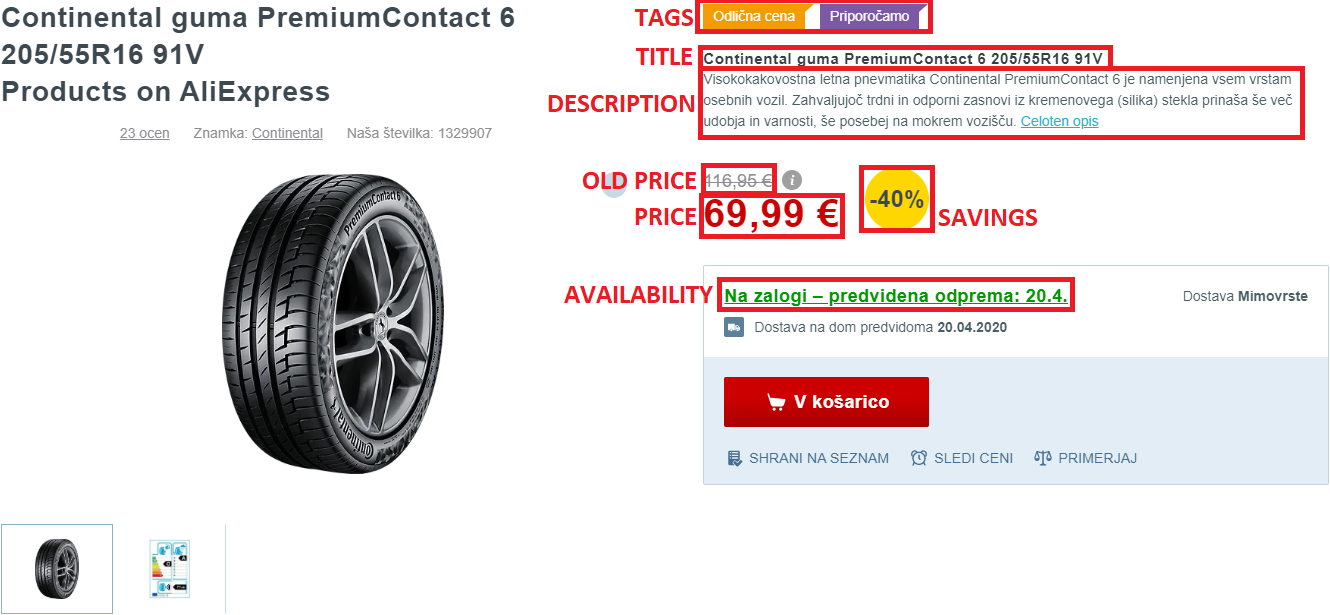 Continental guma PremiumContact 6
205/55R16 91V
Products on AliExpress
23 ocen Znamka: Continental Naša številka: 1329907
PremiumContact 6
Continental
TAGS Odlična cena Priporočamo
TITLE Continental guma PremiumContact 6 205/55R16 91V
DESCRIPTION
Visokokakovostna letna pnevmatika Continental PremiumContact 6 je namenjena vsem vrstam
osebnih vozil. Zahvaljujoč trdni in odporni zasnovi iz kremenovega (silika) stekla prinaša še več
udobja in varnosti, še posebej na mokrem vozišču. Celoten opis
OLD PRICE 116,95 € i
PRICE 69,99 € -40% SAVINGS
AVAILABILITY Na zalogi – predvidena odprema: 20.4. Dostava Mimovrste
Dostava na dom predvidoma 20.04.2020
V košarico
SHRANI NA SEZNAM SLEDI CENI PRIMERJAJ